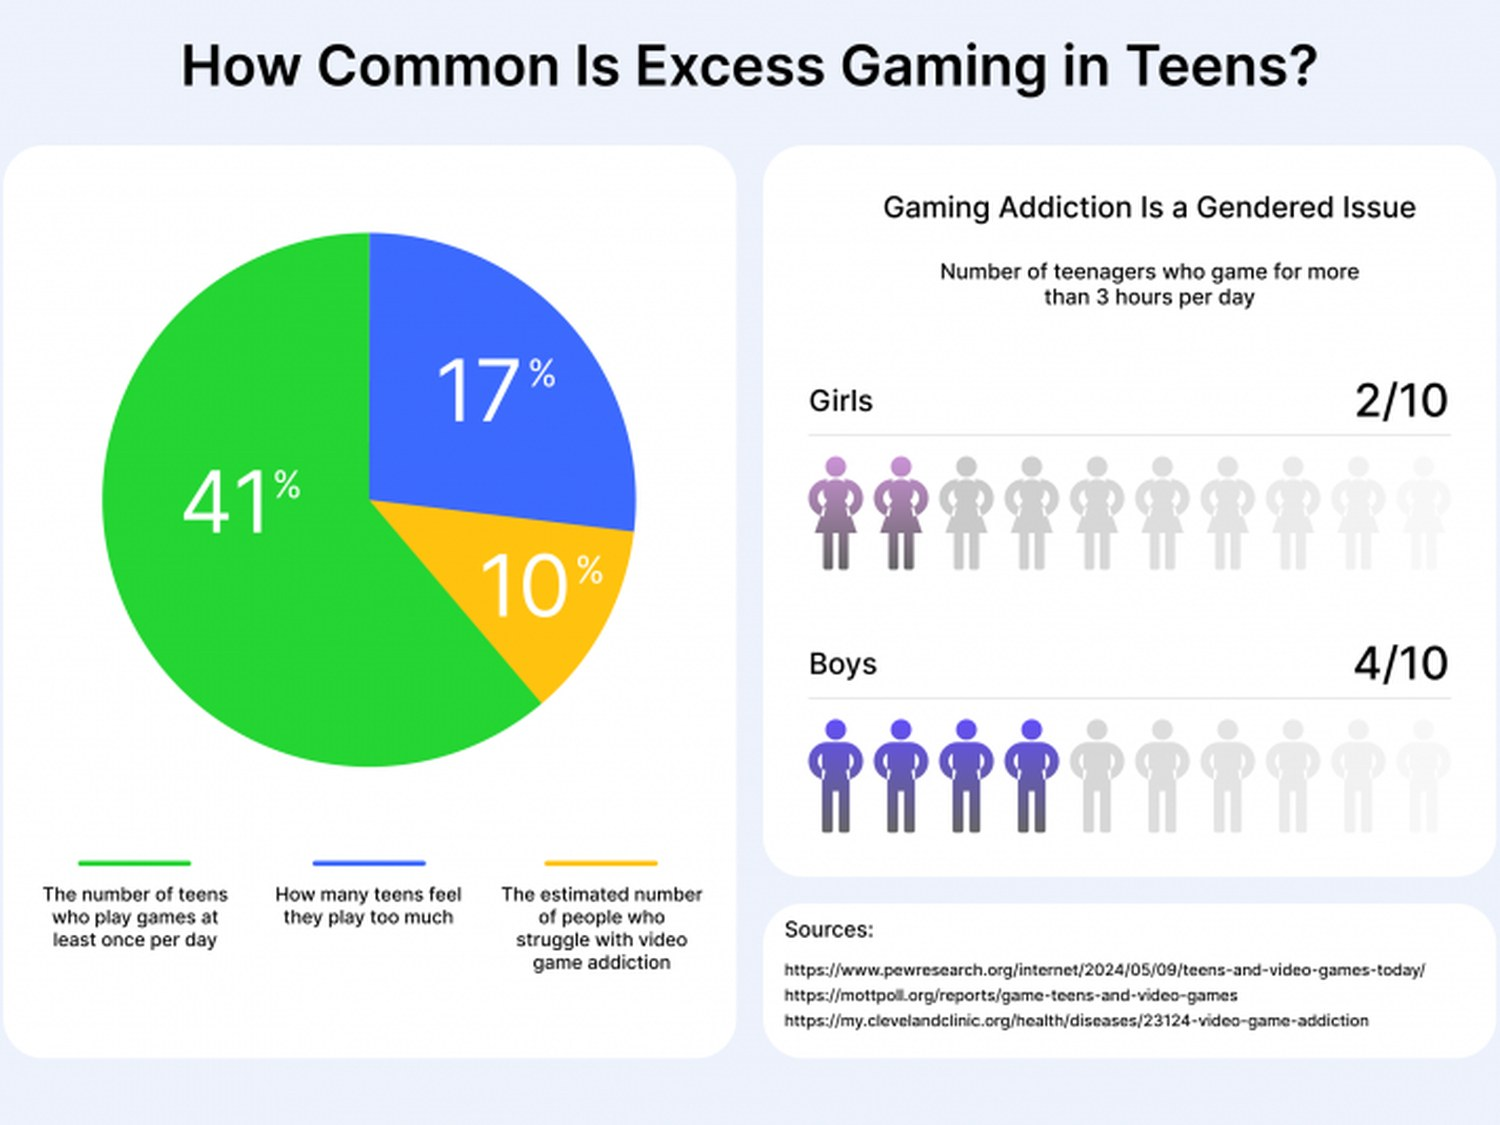 How Common Is Excess Gaming in Teens?
41%
17%
10%
The number of teens
who play games at
least once per day
How many teens feel
they play too much
The estimated number
of people who
struggle with video
game addiction
Gaming Addiction Is a Gendered Issue
Number of teenagers who game for more
than 3 hours per day
Girls 2/10
Boys 4/10
Sources:
https://www.pewresearch.org/internet/2024/05/09/teens-and-video-games-today/
https://mottpoll.org/reports/game-teens-and-video-games
https://my.clevelandclinic.org/health/diseases/23124-video-game-addiction